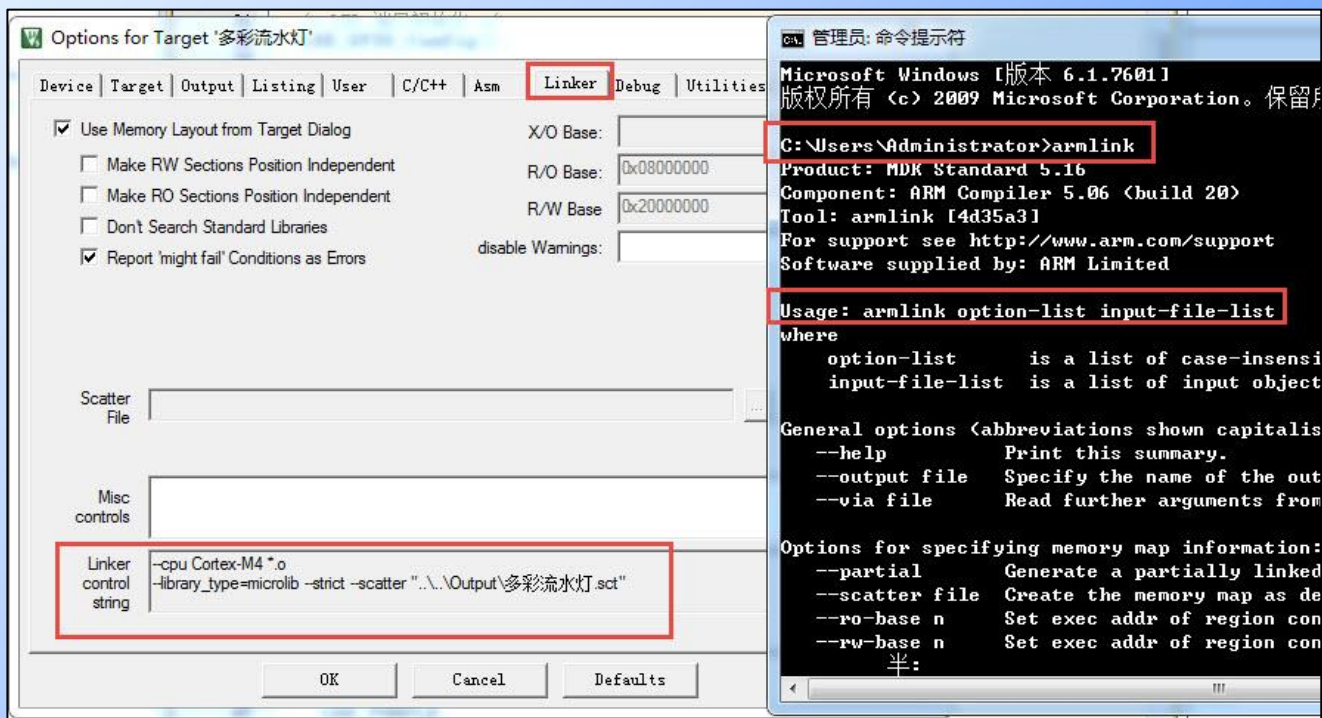 Options for Target '多彩流水灯'
Device Target Output Listing User C/C++ Asm Linker Debug Utilities
Use Memory Layout from Target Dialog
Make RW Sections Position Independent
Make RO Sections Position Independent
Don't Search Standard Libraries
Report 'might fail' Conditions as Errors
X/O Base:
R/O Base: 0x08000000
R/W Base 0x20000000
disable Warnings:
Scatter
File
...
Misc
controls
Linker
control
string
--cpu Cortex-M4 *.o
--library_type=microlib --strict --scatter "..\..\Output\多彩流水灯.sct"
OK Cancel Defaults
管理员: 命令提示符
Microsoft Windows [版本 6.1.7601]
版权所有 (c) 2009 Microsoft Corporation。保留
C:\Users\Administrator>armlink
Product: MDK Standard 5.16
Component: ARM Compiler 5.06 (build 20)
Tool: armlink [4d35a3]
For support see http://www.arm.com/support
Software supplied by: ARM Limited
Usage: armlink option-list input-file-list
where
option-list is a list of case-insensi
input-file-list is a list of input object
General options (abbreviations shown capitalis
--help Print this summary.
--output file Specify the name of the out
--via file Read further arguments from
Options for specifying memory map information:
--partial Generate a partially linked
--scatter file Create the memory map as de
--ro-base n Set exec addr of region con
--rw-base n Set exec addr of region con
半: